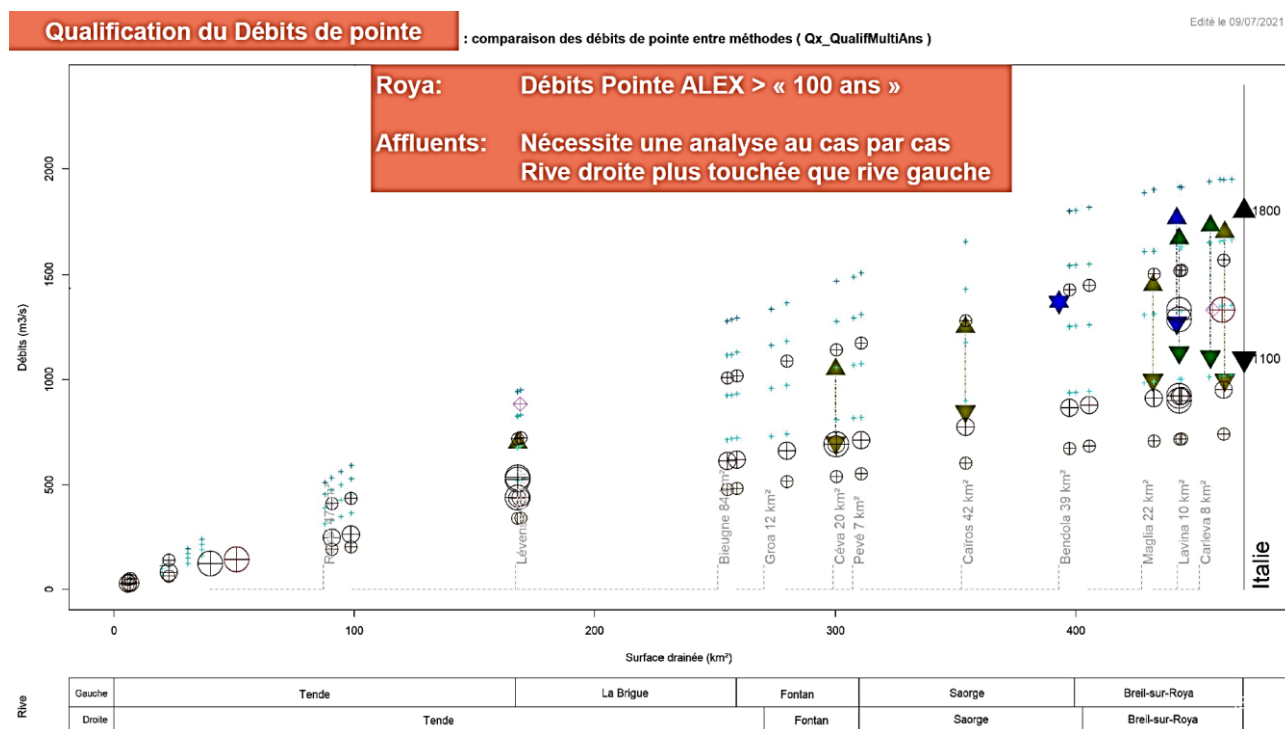 Edité le 09/07/2021
Qualification du Débits de pointe
: comparaison des débits de pointe entre méthodes ( Qx_QualifMultiAns )
Roya: Débits Pointe ALEX > « 100 ans »
Affluents: Nécessite une analyse au cas par cas
Rive droite plus touchée que rive gauche
Débits (m3/s)
2000
1500
1000
500
0
1800
1100
Bieugne 84 km²
Groa 12 km²
Céva 20 km²
Pevé 7 km²
Caïros 42 km²
Bendola 39 km²
Maglia 22 km²
Lavina 10 km²
Carleva 8 km²
Italie
0 100 200 300 400
Surface drainée (km²)
Rive
Gauche Tende La Brigue Fontan Saorge Breil-sur-Roya
Droite Tende Fontan Saorge Breil-sur-Roya